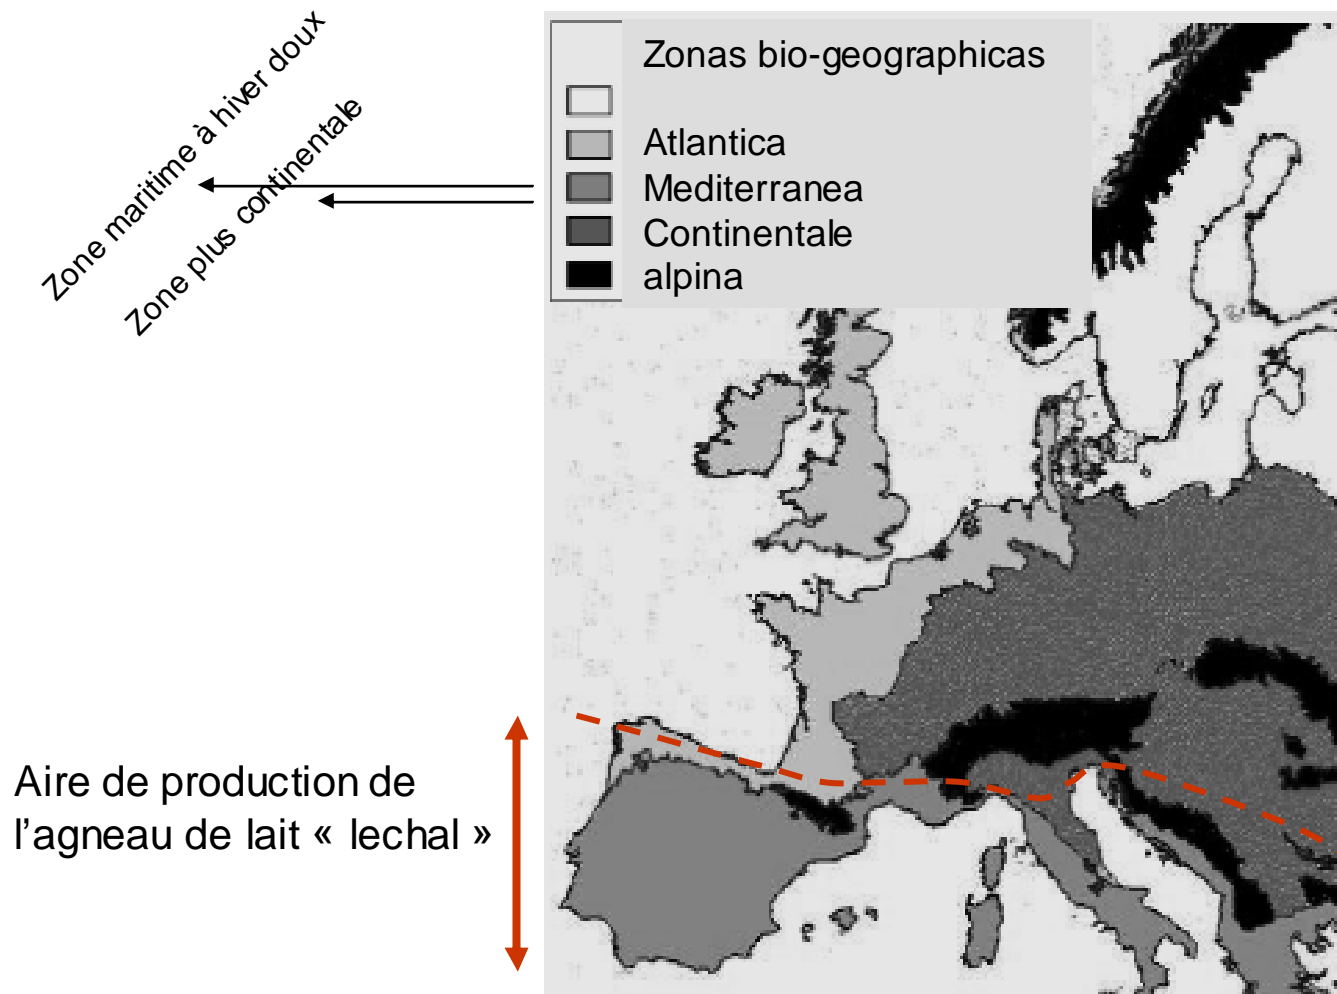 Zone maritime à hiver doux
Zone plus continentale
Zonas bio-geographicas
Atlantica
Mediterranea
Continentale
alpina
Aire de production de
l’agneau de lait « lechal »